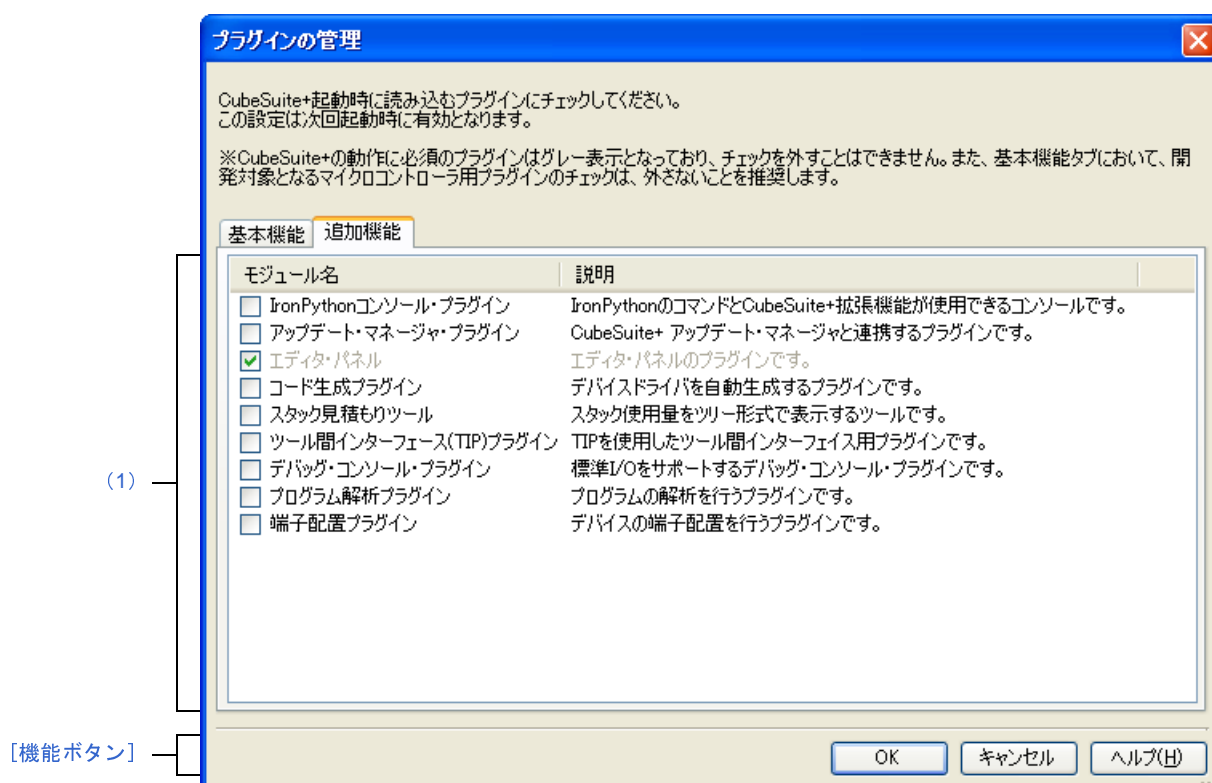 プラグインの管理
CubeSuite+起動時に読み込むプラグインにチェックしてください。
この設定は次回起動時に有効となります。
※CubeSuite+の動作に必須のプラグインはグレー表示となっており、チェックを外すことはできません。また、基本機能タブにおいて、開
発対象となるマイクロコントローラ用プラグインのチェックは、外さないことを推奨します。
基本機能 追加機能
モジュール名 説明
IronPythonコンソール・プラグイン IronPythonのコマンドとCubeSuite+拡張機能が使用できるコンソールです。
アップデート・マネージャ・プラグイン CubeSuite+ アップデート・マネージャと連携するプラグインです。
エディタ・パネル エディタ・パネルのプラグインです。
コード生成プラグイン デバイスドライバを自動生成するプラグインです。
スタック見積もりツール スタック使用量をツリー形式で表示するツールです。
ツール間インターフェース(TIP)プラグイン TIPを使用したツール間インターフェイス用プラグインです。
デバッグ・コンソール・プラグイン 標準I/Oをサポートするデバッグ・コンソール・プラグインです。
プログラム解析プラグイン プログラムの解析を行うプラグインです。
端子配置プラグイン デバイスの端子配置を行うプラグインです。
(1)
[機能ボタン]
OK キャンセル ヘルプ(H)